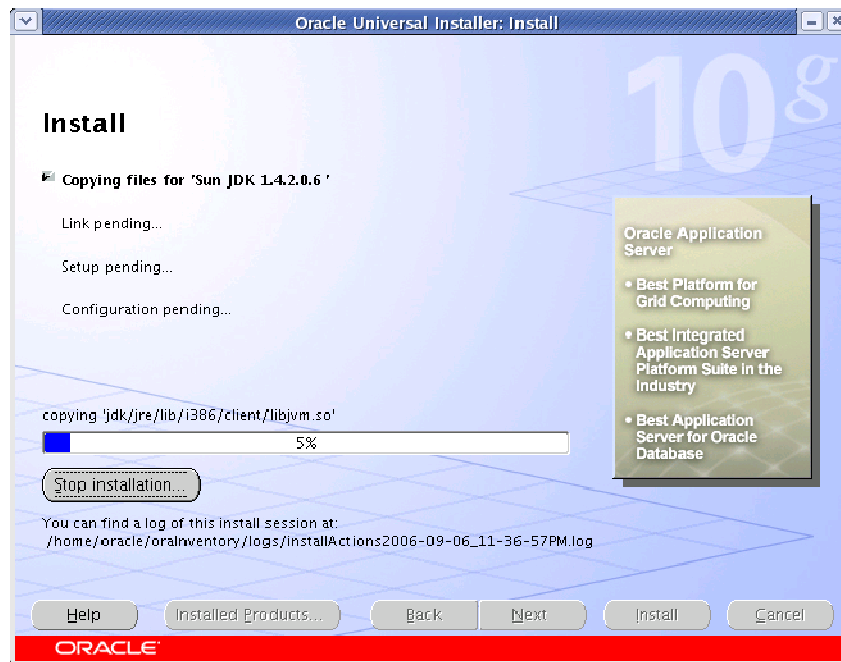 Oracle Universal Installer: Install
10g
Install
Copying files for 'Sun JDK 1.4.2.0.6 '
Link pending...
Setup pending...
Configuration pending...
Oracle Application
Server
• Best Platform for
Grid Computing
• Best Integrated
Application Server
Platform Suite in the
Industry
• Best Application
Server for Oracle
Database
copying 'jdk/jre/lib/i386/client/libjvm.so'
5%
Stop installation...
You can find a log of this install session at:
/home/oracle/oraInventory/logs/installActions2006-09-06_11-36-57PM.log
Help
Installed Products...
Back
Next
Install
Cancel
ORACLE